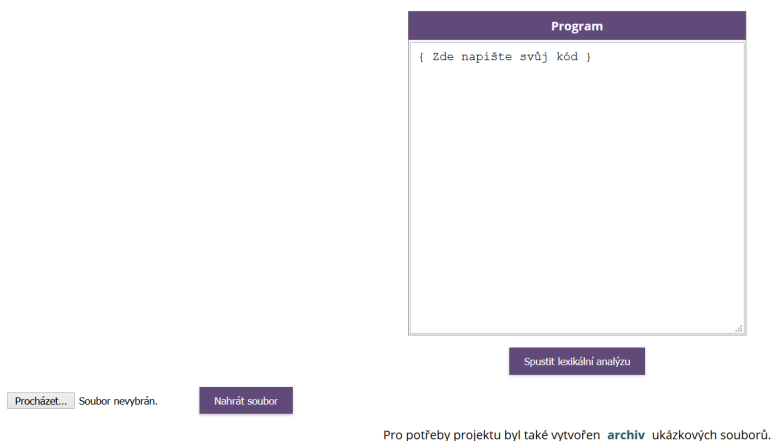 Program
{ Zde napište svůj kód }
Spustit lexikální analýzu
Procházet... Soubor nevybrán. Nahrát soubor
Pro potřeby projektu byl také vytvořen archiv ukázkových souborů.